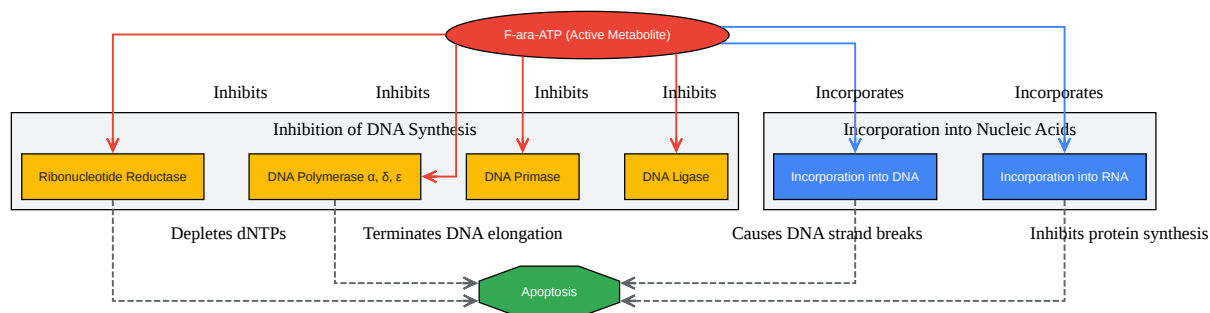 F-ara-ATP (Active Metabolite)
Inhibits
Inhibits
Inhibits
Inhibits
Incorporates
Incorporates
Inhibition of DNA Synthesis
Incorporation into Nucleic Acids
Ribonucleotide Reductase
DNA Polymerase α, δ, ε
DNA Primase
DNA Ligase
Incorporation into DNA
Incorporation into RNA
Depletes dNTPs
Terminates DNA elongation
Causes DNA strand breaks
Inhibits protein synthesis
Apoptosis